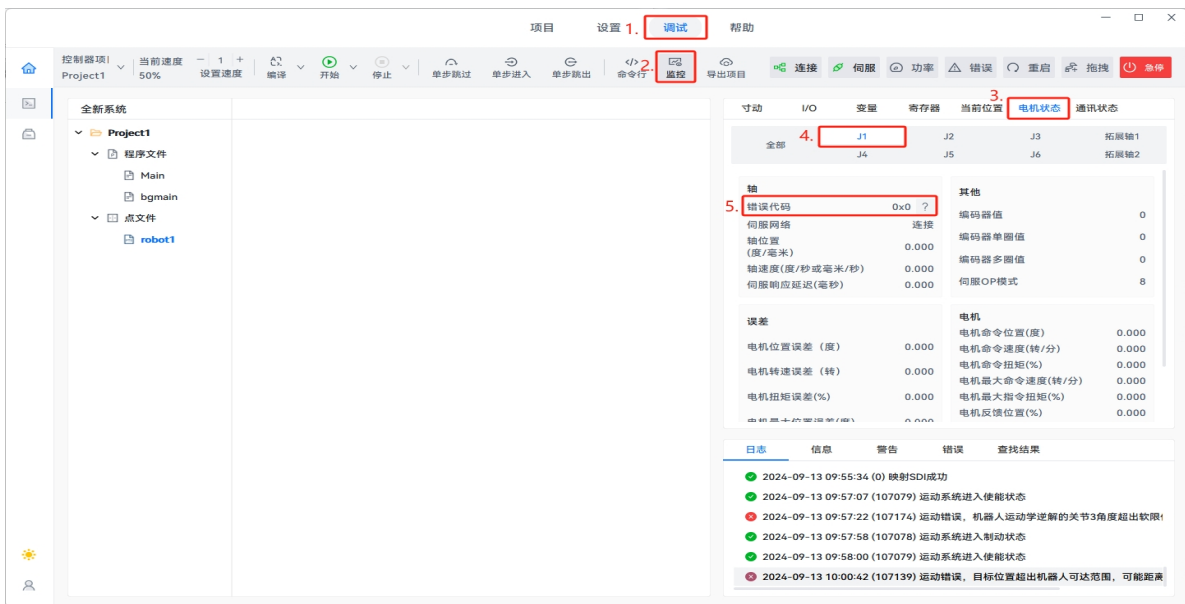 项目 设置 1. 调试 帮助
控制器项目 当前速度 － 1 + 编译 开始 停止 单步跳过 单步进入 单步跳出 命令行 2. 监控 导出项目 连接 伺服 功率 错误 重启 拖拽 急停
Project1 50% 设置速度
全新系统
Project1
程序文件
Main
bgmain
点文件
robot1
3.
寸动 I/O 变量 寄存器 当前位置 电机状态 通讯状态
全部 4. J1 J2 J3 拓展轴1
J4 J5 J6 拓展轴2
轴
5. 错误代码 0x0 ?
伺服网络 连接
轴位置
(度/毫米) 0.000
轴速度(度/秒或毫米/秒) 0.000
伺服响应延迟(毫秒) 0.000
其他
编码器值 0
编码器单圈值 0
编码器多圈值 0
伺服OP模式 8
误差
电机位置误差（度） 0.000
电机转速误差（转） 0.000
电机扭矩误差(%) 0.000
电机最大位置误差(度) 0.000
电机
电机命令位置(度) 0.000
电机命令速度(转/分) 0.000
电机命令扭矩(%) 0.000
电机最大命令速度(转/分) 0.000
电机最大指令扭矩(%) 0.000
电机反馈位置(%) 0.000
日志 信息 警告 错误 查找结果
2024-09-13 09:55:34 (0) 映射SDI成功
2024-09-13 09:57:07 (107079) 运动系统进入使能状态
2024-09-13 09:57:22 (107174) 运动错误，机器人运动学逆解的关节3角度超出软限
2024-09-13 09:57:58 (107078) 运动系统进入制动状态
2024-09-13 09:58:00 (107079) 运动系统进入使能状态
2024-09-13 10:00:42 (107139) 运动错误，目标位置超出机器人可达范围，可能距离